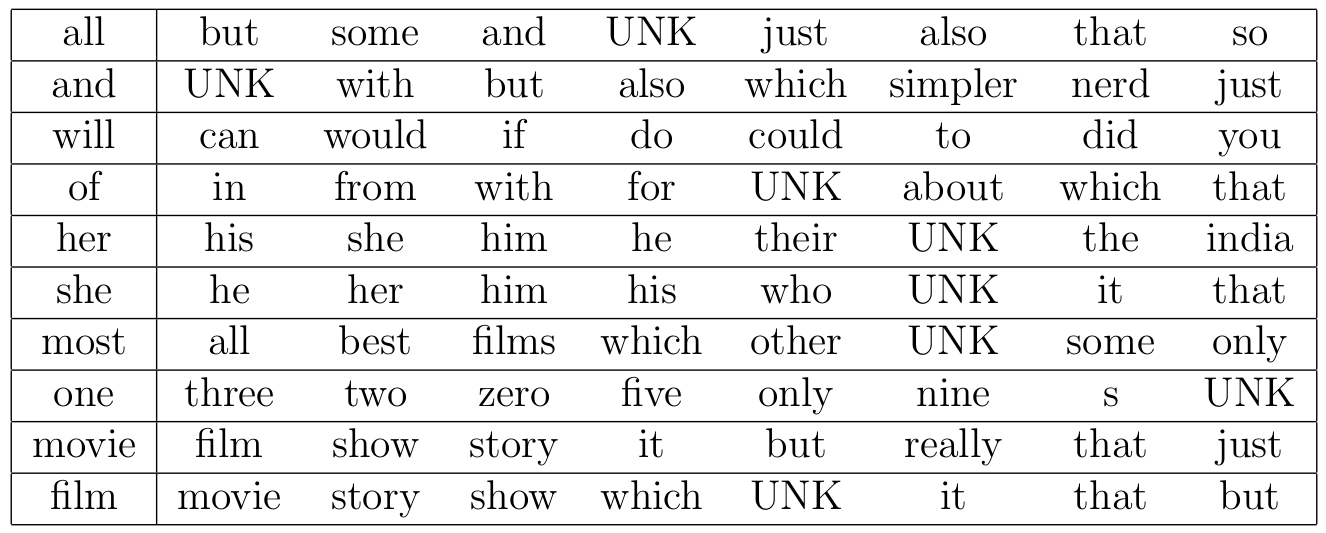 all but some and UNK just also that so
and UNK with but also which simpler nerd just
will can would if do could to did you
of in from with for UNK about which that
her his she him he their UNK the india
she he her him his who UNK it that
most all best films which other UNK some only
one three two zero five only nine s UNK
movie film show story it but really that just
film movie story show which UNK it that but